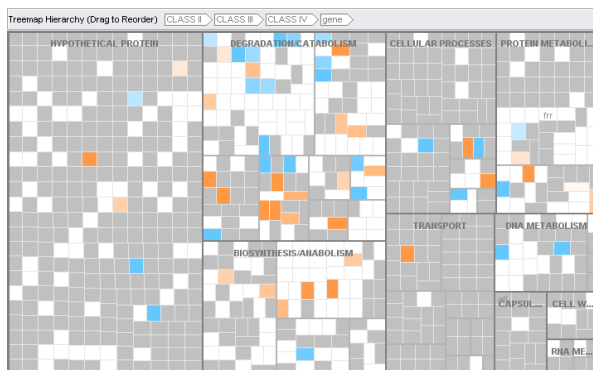 Treemap Hierarchy (Drag to Reorder) CLASS II CLASS III CLASS IV gene
HYPOTHETICAL PROTEIN DEGRADATION/CATABOLISM CELLULAR PROCESSES PROTEIN METABOLI...
frr
TRANSPORT DNA METABOLISM
BIOSYNTHESIS/ANABOLISM
CAPSUL... CELL W...
RNA ME...